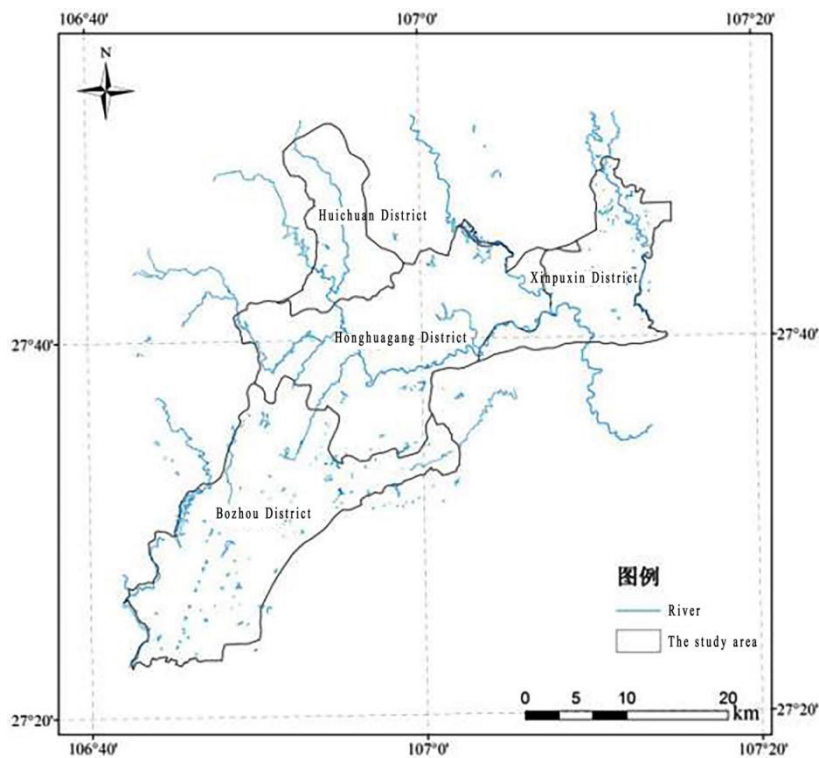 106°40'
107°0'
107°20'
N
Huichuan District
Xinpuxin District
27°40'
Honghuagang District
27°40'
Bozhou District
图例
River
The study area
0 5 10 20
km
27°20'
27°20'
106°40'
107°0'
107°20'